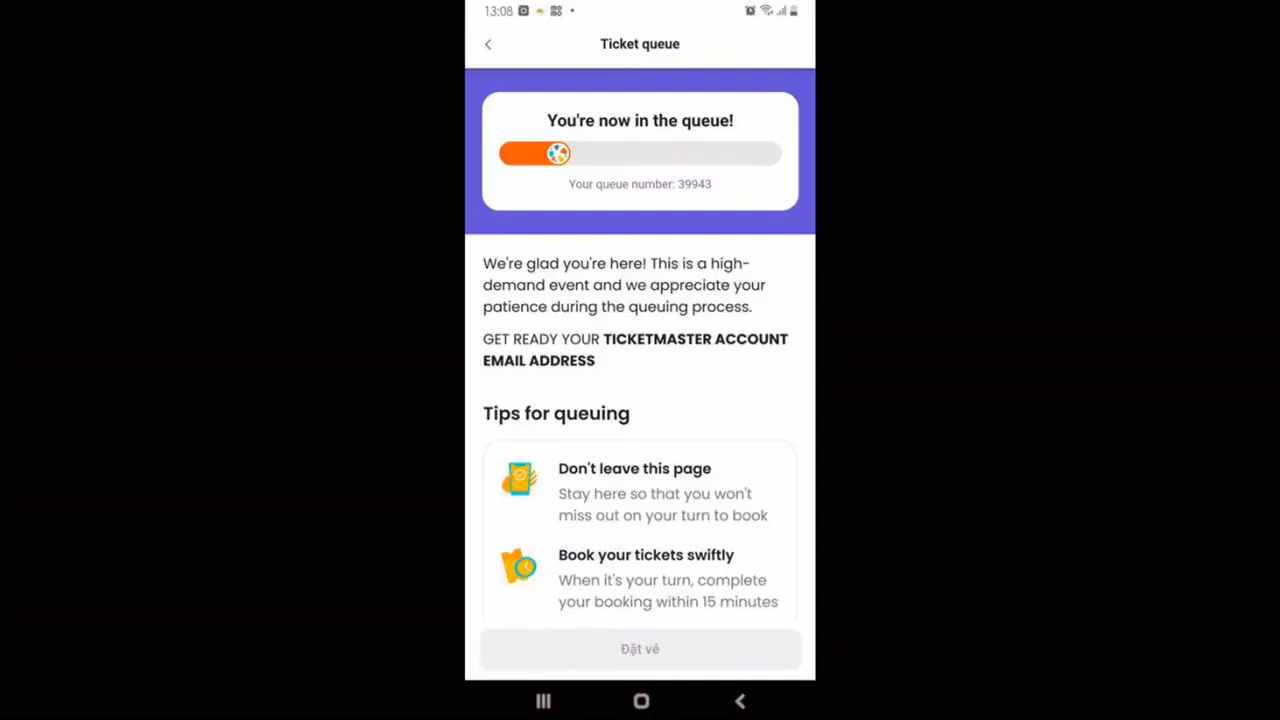 13:08
Ticket queue
You're now in the queue!
Your queue number: 39943
We're glad you're here! This is a high-
demand event and we appreciate your
patience during the queuing process.
GET READY YOUR TICKETMASTER ACCOUNT
EMAIL ADDRESS
Tips for queuing
Don't leave this page
Stay here so that you won't
miss out on your turn to book
Book your tickets swiftly
When it's your turn, complete
your booking within 15 minutes
Đặt vé